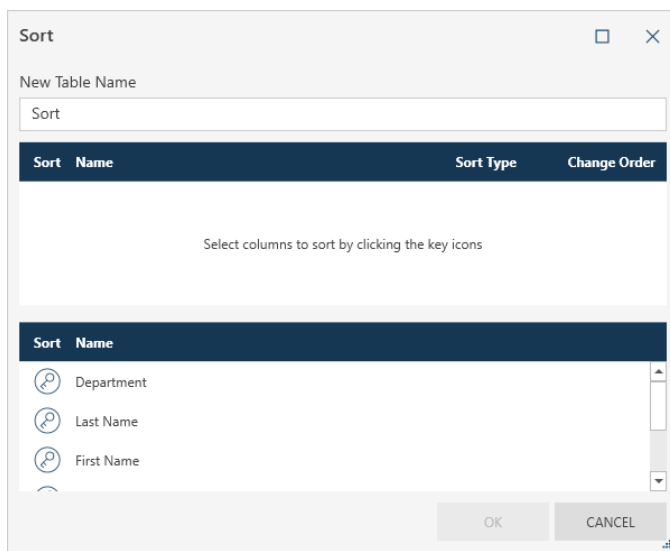 Sort
New Table Name
Sort
Sort Name Sort Type Change Order
Select columns to sort by clicking the key icons
Sort Name
Department
Last Name
First Name
OK CANCEL